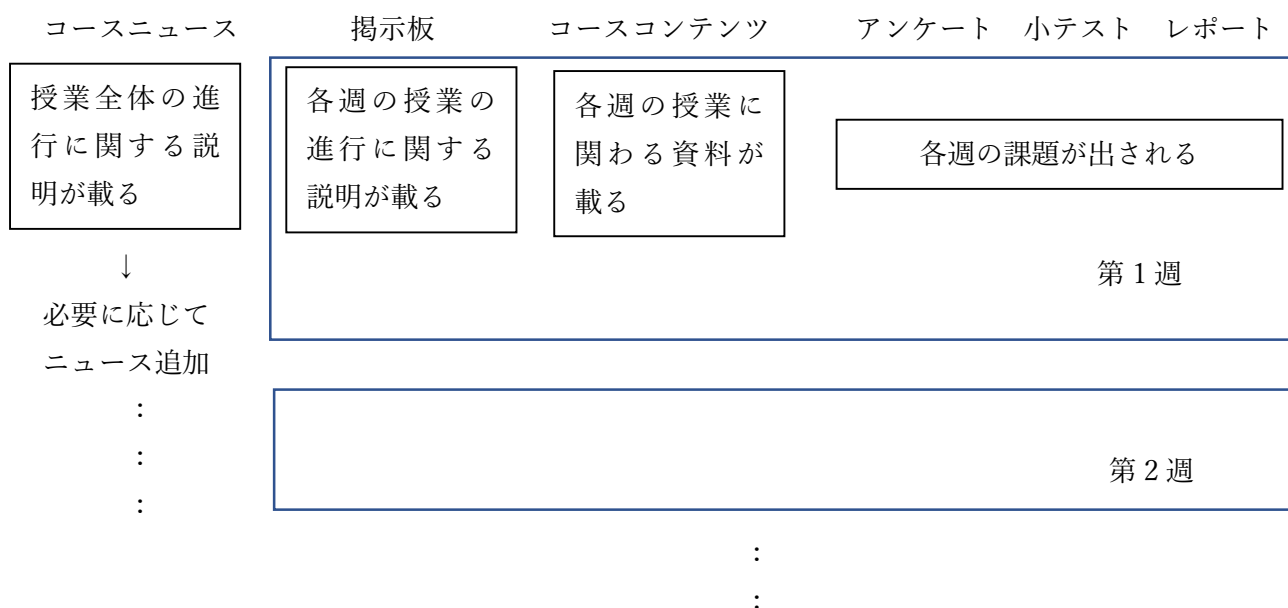 コースニュース 掲示板 コースコンテンツ アンケート 小テスト レポート
授業全体の進
行に関する説
明が載る
各週の授業の
進行に関する
説明が載る
各週の授業に
関わる資料が
載る
各週の課題が出される
第1週
↓
必要に応じて
ニュース追加
:
:
:
第2週
:
: